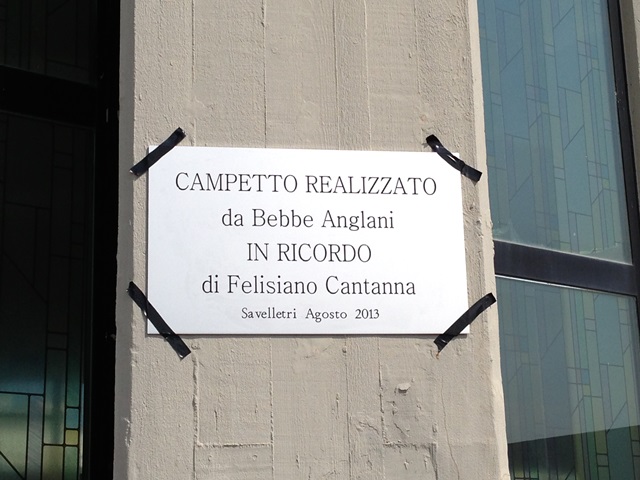 CAMPETTO REALIZZATO
da Bebbe Anglani
IN RICORDO
di Felisiano Cantanna
Savelletri Agosto 2013